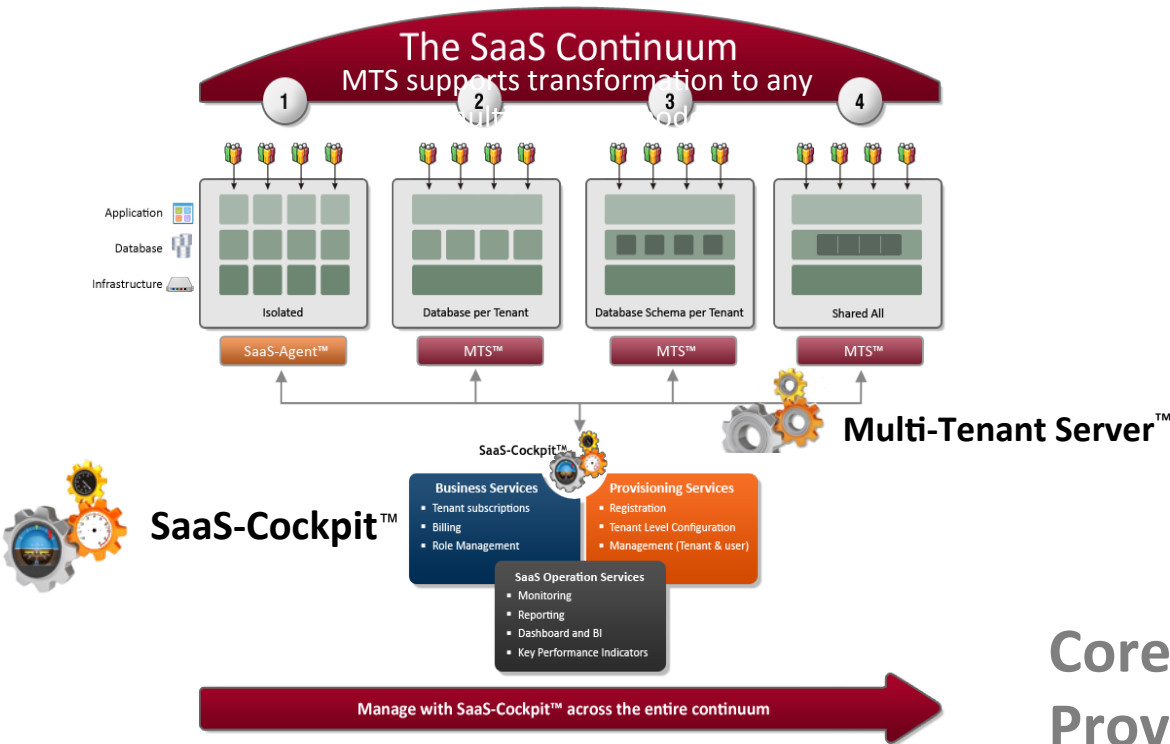 The SaaS Continuum
MTS supports transformation to any
1
2
3
4
Application
Database
Infrastructure
Isolated
Database per Tenant
Database Schema per Tenant
Shared All
SaaS-Agent™
MTS™
MTS™
MTS™
Multi-Tenant Server™
SaaS-Cockpit™
SaaS-Cockpit™
Business Services
▪ Tenant subscriptions
▪ Billing
▪ Role Management
Provisioning Services
▪ Registration
▪ Tenant Level Configuration
▪ Management (Tenant & user)
SaaS Operation Services
▪ Monitoring
▪ Reporting
▪ Dashboard and BI
▪ Key Performance Indicators
Manage with SaaS-Cockpit™ across the entire continuum
Core
Prov